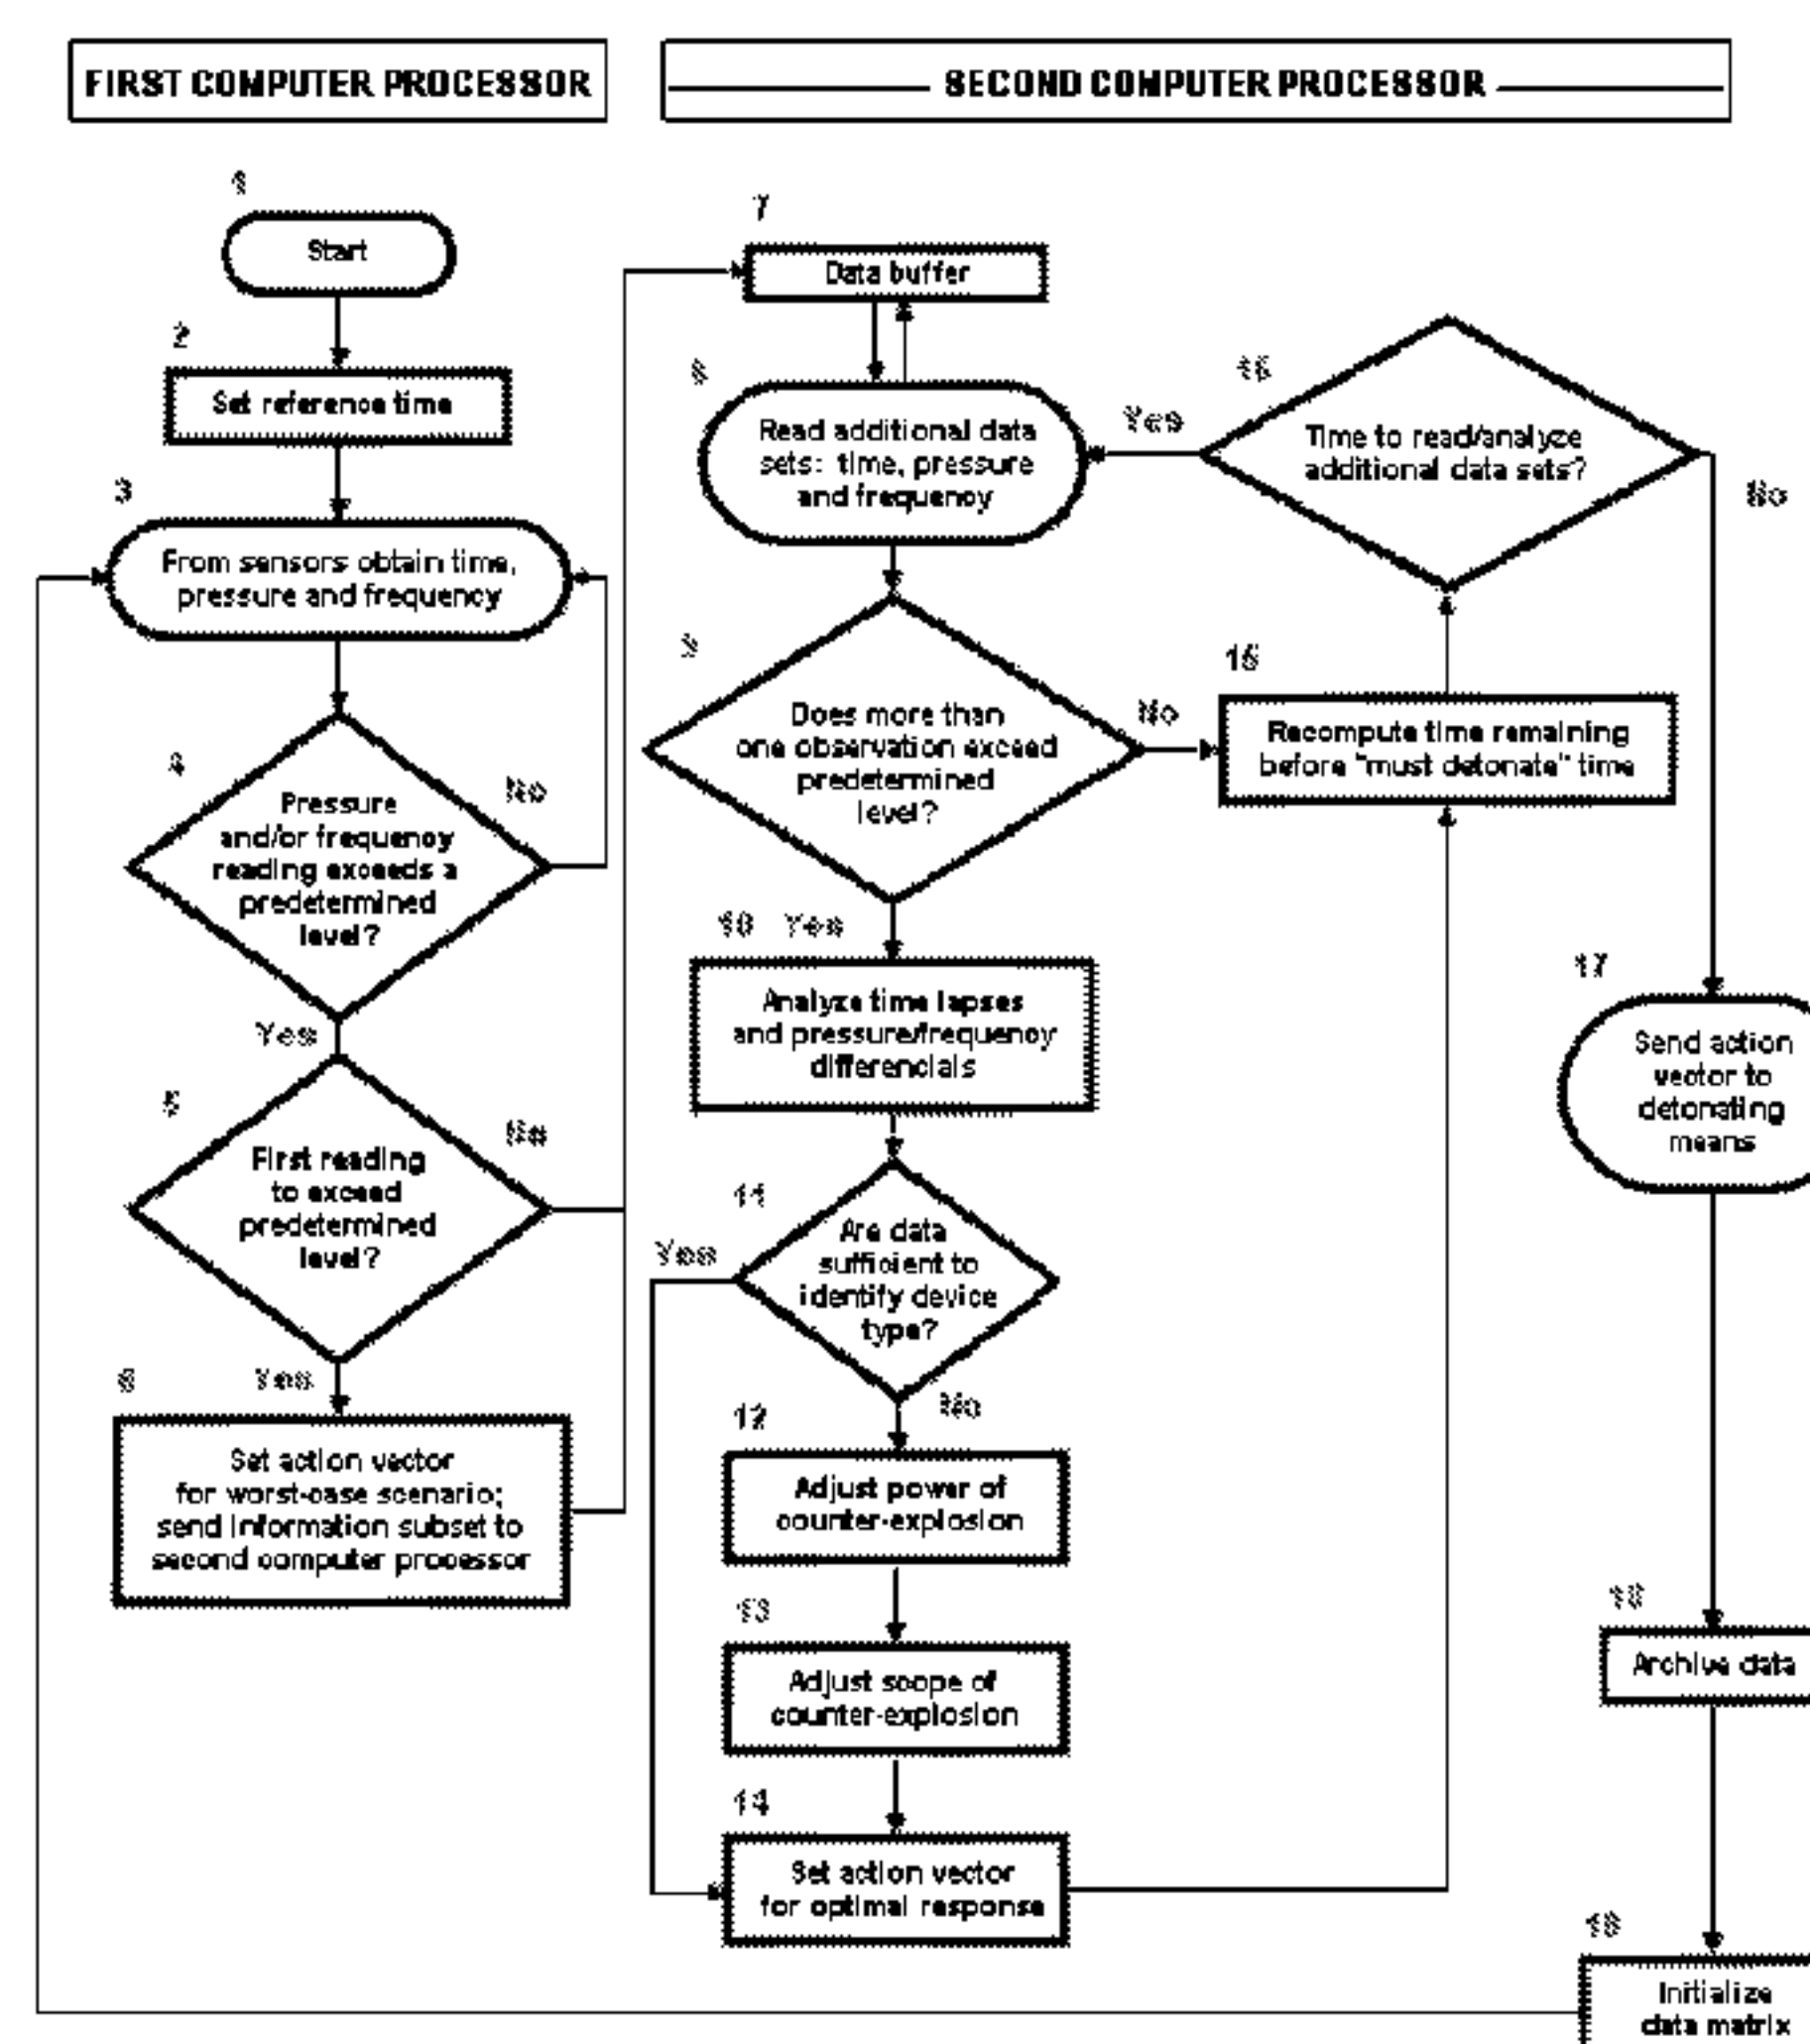 FIRST COMPUTER PROCESSOR
SECOND COMPUTER PROCESSOR
1
Start
2
Set reference time
3
From sensors obtain time,
pressure and frequency
4
No
Pressure
and/or frequency
reading exceeds a
predetermined
level?
Yes
5
No
First reading
to exceed
predetermined
level?
6
Yes
Set action vector
for worst-case scenario;
send information subset to
second computer processor
7
Data buffer
8
Read additional data
sets: time, pressure
and frequency
9
No
Does more than
one observation exceed
predetermined
level?
10
Yes
Analyze time lapses
and pressure/frequency
differencials
11
Yes
Are data
sufficient to
identify device
type?
No
12
Adjust power of
counter-explosion
13
Adjust scope of
counter-explosion
14
Set action vector
for optimal response
15
Recompute time remaining
before "must detonate" time
16
Yes
Time to read/analyze
additional data sets?
No
17
Send action
vector to
detonating
means
18
Archive data
19
Initialize
data matrix